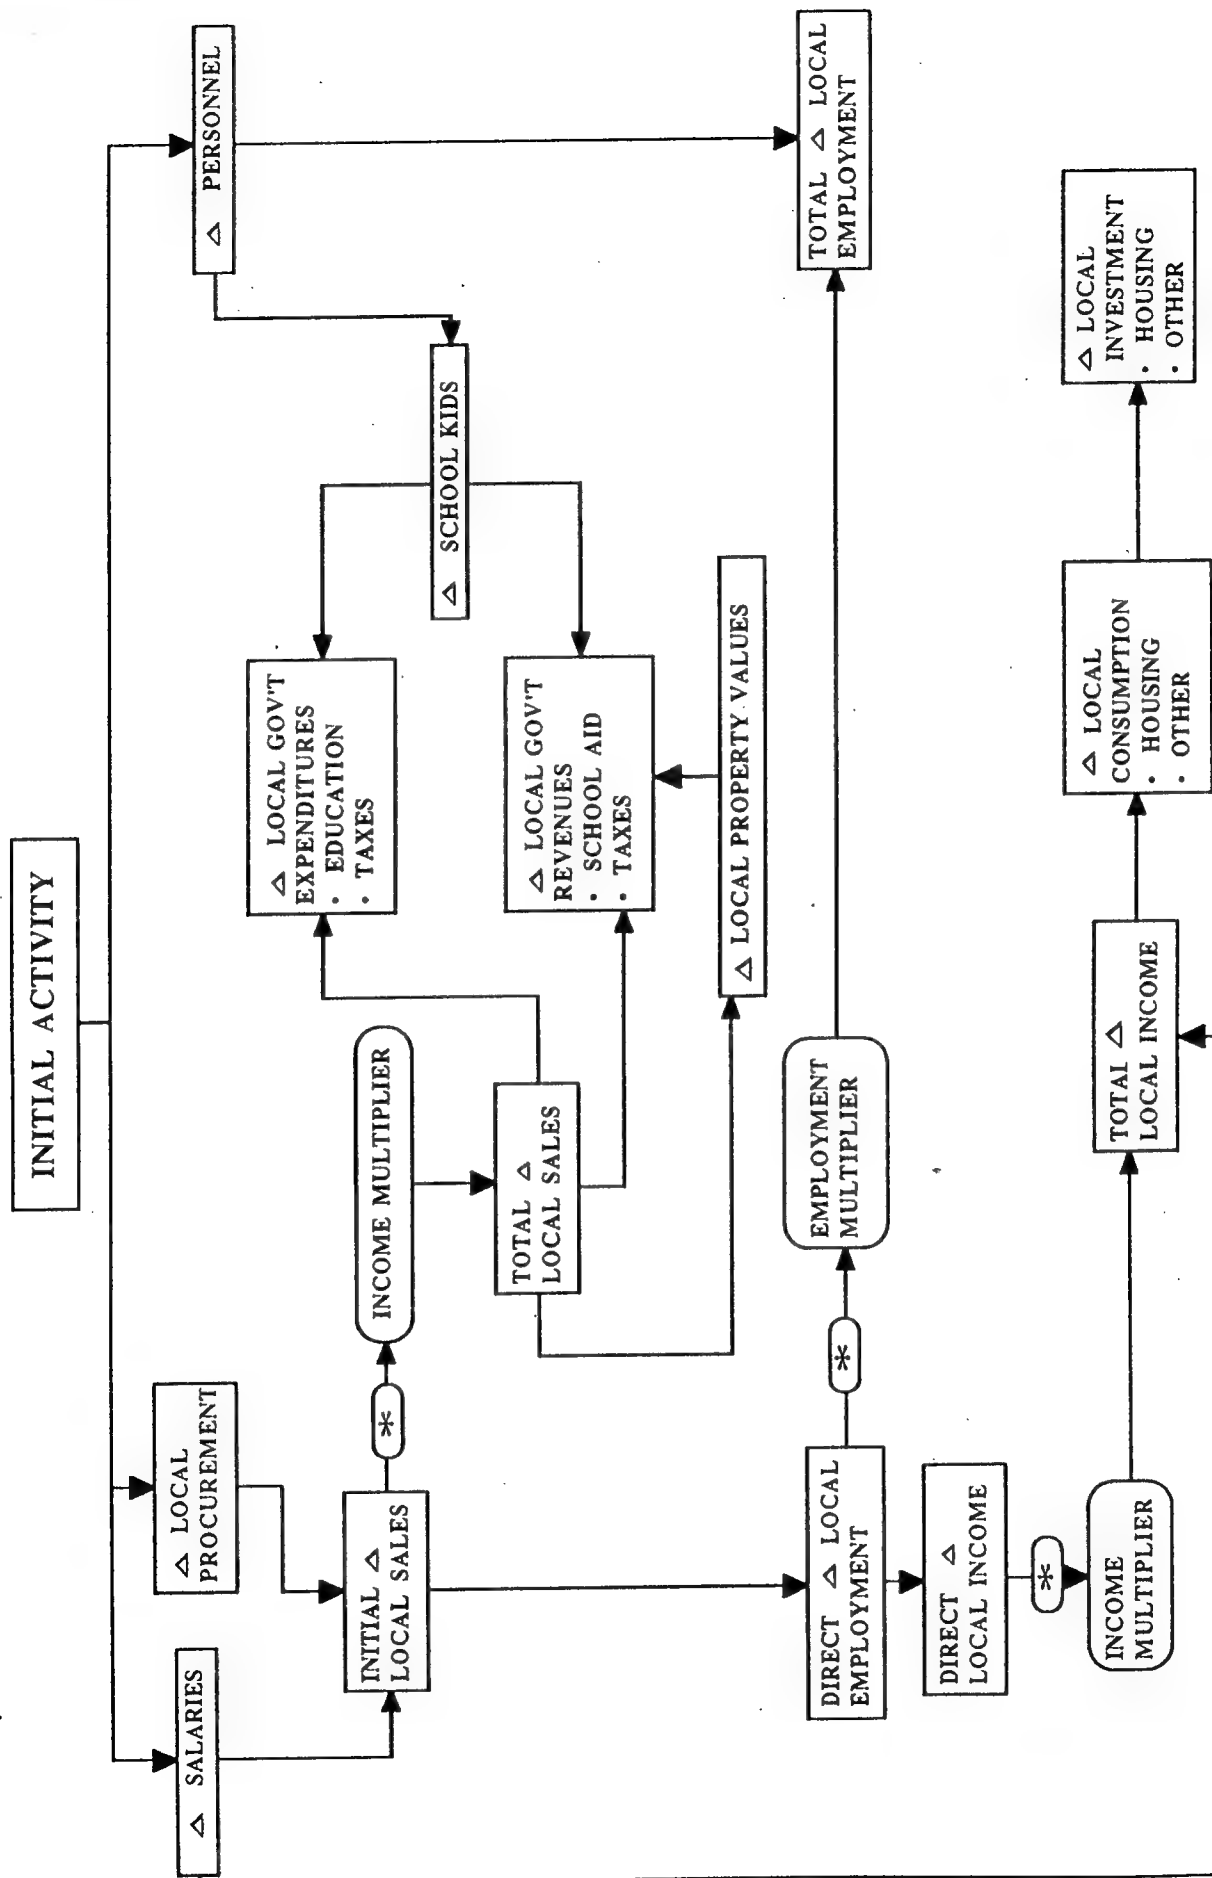 INITIAL ACTIVITY
△ SALARIES
△ LOCAL
PROCUREMENT
△ PERSONNEL
INITIAL △
LOCAL SALES
*
INCOME MULTIPLIER
△ LOCAL GOV'T
EXPENDITURES
• EDUCATION
• TAXES
△ SCHOOL KIDS
TOTAL △
LOCAL SALES
△ LOCAL GOV'T
REVENUES
• SCHOOL AID
• TAXES
△ LOCAL PROPERTY VALUES
DIRECT △ LOCAL
EMPLOYMENT
*
EMPLOYMENT
MULTIPLIER
TOTAL △ LOCAL
EMPLOYMENT
DIRECT △
LOCAL INCOME
*
INCOME
MULTIPLIER
TOTAL △
LOCAL INCOME
△ LOCAL
CONSUMPTION
• HOUSING
• OTHER
△ LOCAL
INVESTMENT
• HOUSING
• OTHER